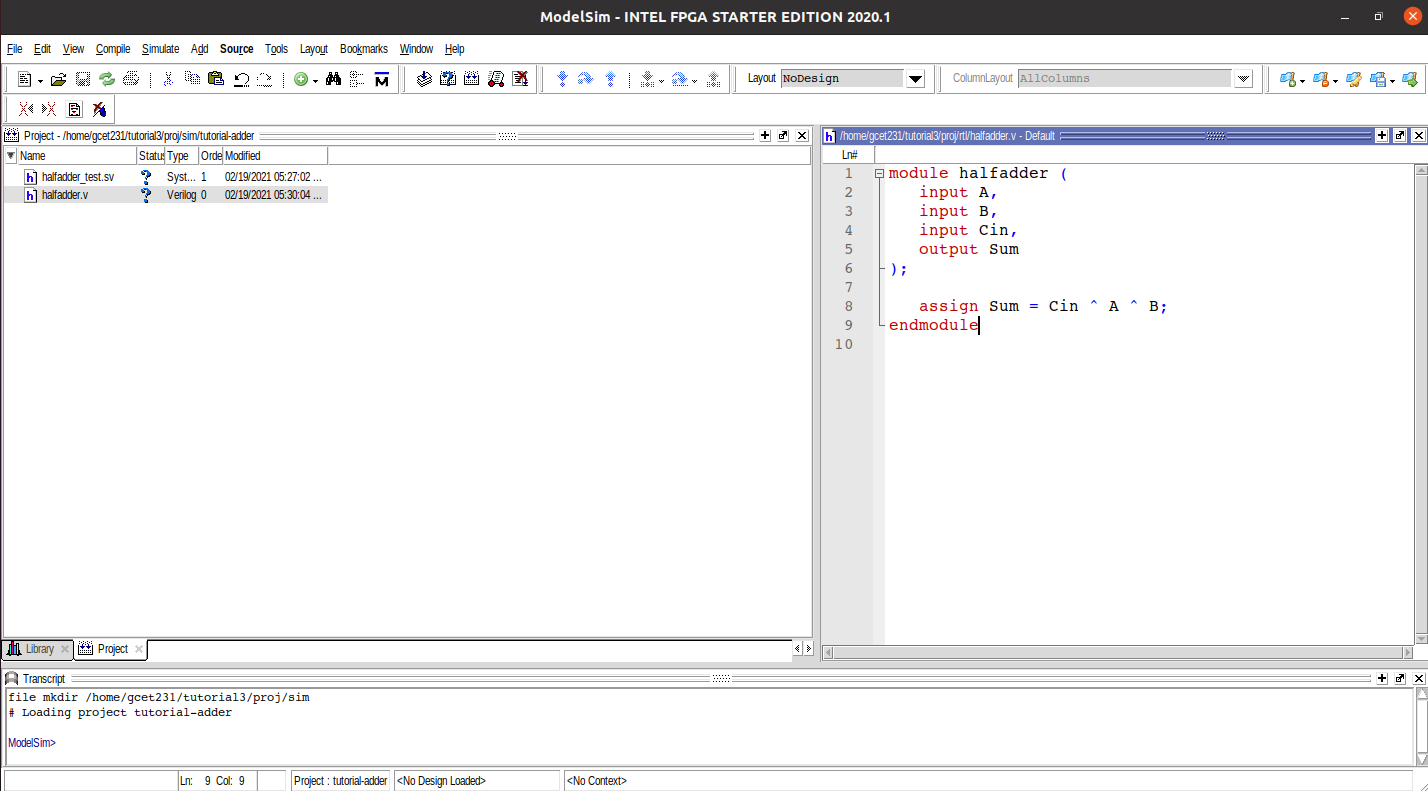 ModelSim - INTEL FPGA STARTER EDITION 2020.1
File Edit View Compile Simulate Add Source Tools Layout Bookmarks Window Help
Layout NoDesign ColumnLayout AllColumns
Project - /home/gcet231/tutorial3/proj/sim/tutorial-adder
Name Status Type Orde Modified
halfadder_test.sv Syst... 1 02/19/2021 05:27:02 ...
halfadder.v Verilog 0 02/19/2021 05:30:04 ...
Library Project
/home/gcet231/tutorial3/proj/rtl/halfadder.v - Default
Ln#
1 module halfadder (
2 input A,
3 input B,
4 input Cin,
5 output Sum
6 );
7
8 assign Sum = Cin ^ A ^ B;
9 endmodule
10
Transcript
file mkdir /home/gcet231/tutorial3/proj/sim
# Loading project tutorial-adder
ModelSim>
Ln: 9 Col: 9 Project : tutorial-adder <No Design Loaded> <No Context>